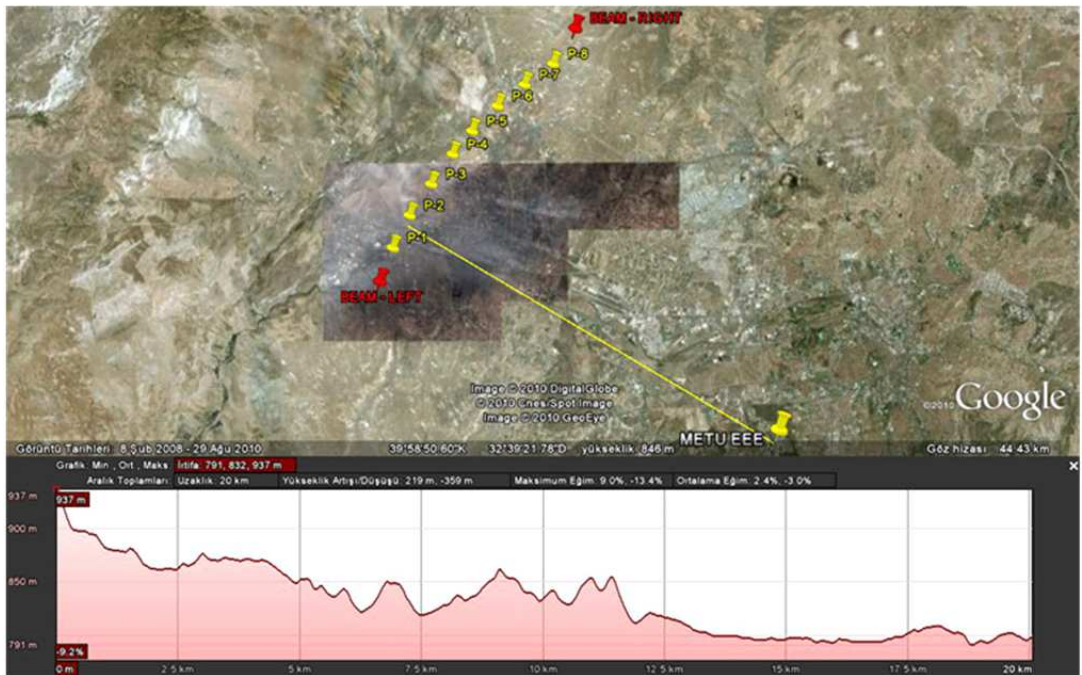 BEAM - RIGHT
P-8
P-7
P-6
P-5
P-4
P-3
P-2
P-1
BEAM - LEFT
Image © 2010 DigitalGlobe
© 2010 Cnes/Spot Image
Image © 2010 GeoEye
©2010 Google
METU EEE
Görüntü Tarihleri: 8 Şub 2008 - 29 Ağu 2010 39°58'50.60"K 32°39'21.78"D yükseklik 846 m Göz hizası 44.43 km
Grafik: Min , Ort , Maks: İrtifa: 791, 832, 937 m
Aralık Toplamları: Uzaklık: 20 km Yükseklik Artışı/Düşüşü: 219 m, -359 m Maksimum Eğim: 9.0%, -13.4% Ortalama Eğim: 2.4%, -3.0%
937 m
937 m
900 m
850 m
791 m
-9.2%
0 m 2.5 km 5 km 7.5 km 10 km 12.5 km 15 km 17.5 km 20 km